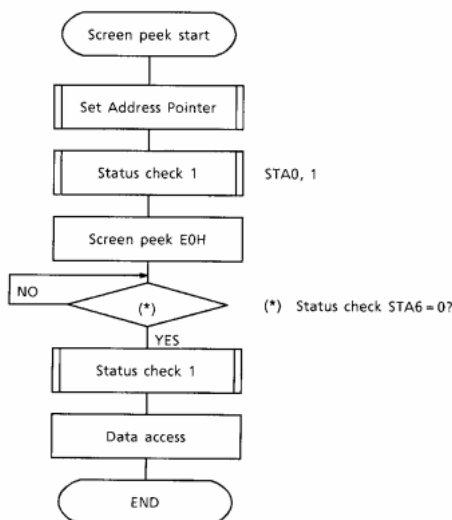 Screen peek start
Set Address Pointer
Status check 1
STA0, 1
Screen peek E0H
NO
(*)
(*) Status check STA6=0?
YES
Status check 1
Data access
END